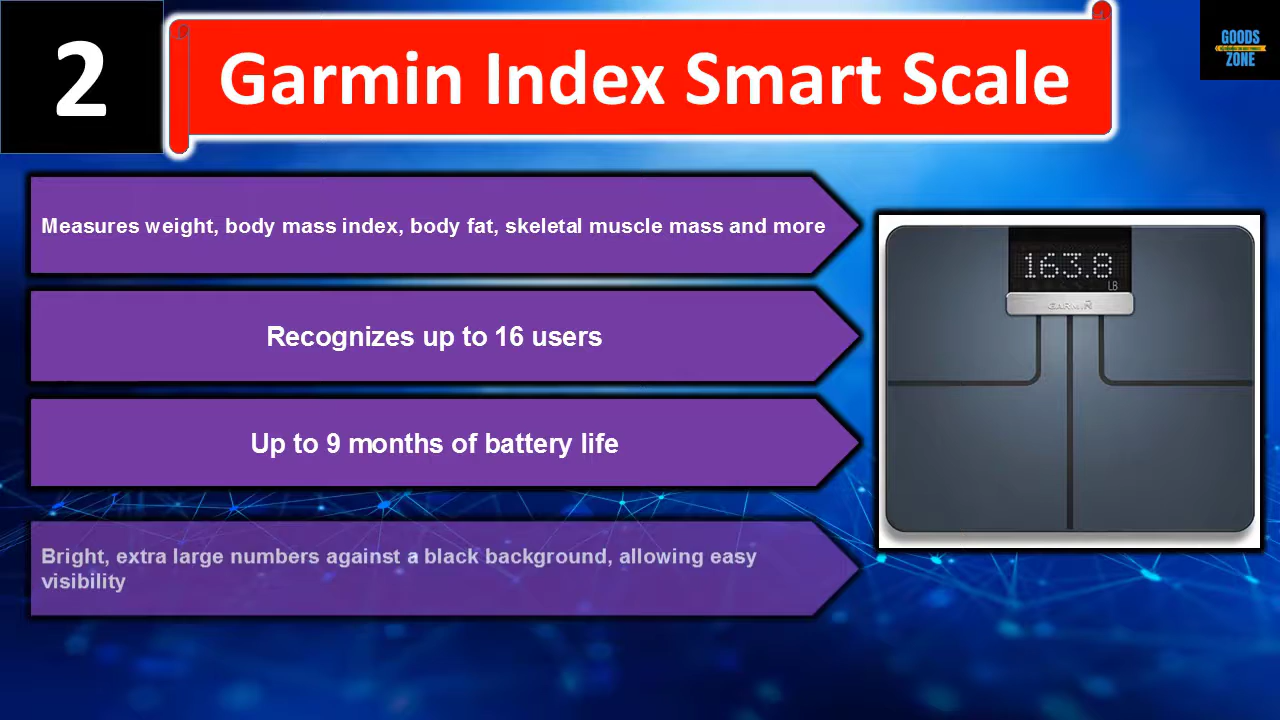 2
Garmin Index Smart Scale
GOODS
ZONE
Measures weight, body mass index, body fat, skeletal muscle mass and more
163.8
LB
GARMIN
Recognizes up to 16 users
Up to 9 months of battery life
Bright, extra large numbers against a black background, allowing easy
visibility